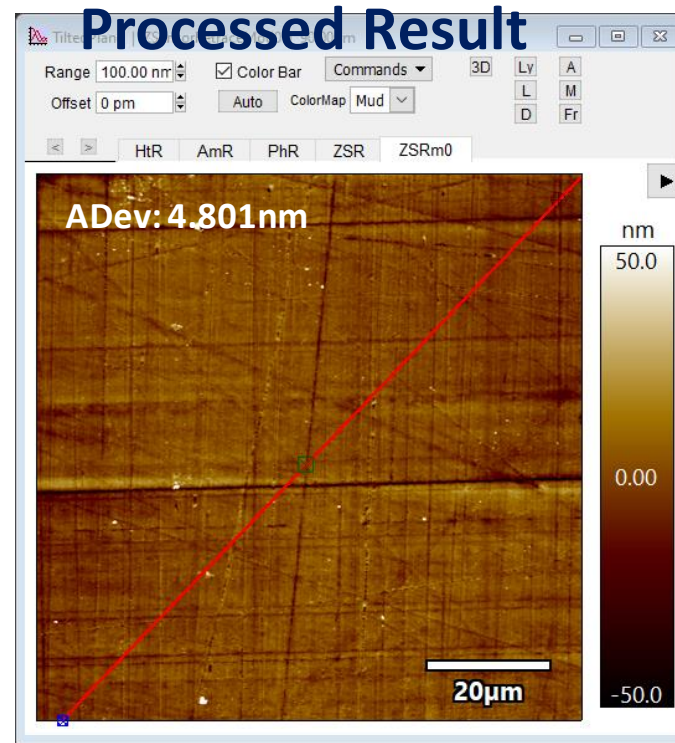 Processed Result
Range 100.00 nm Color Bar Commands 3D Ly A
Offset 0 pm Auto ColorMap Mud L M
D Fr
< > HtR AmR PhR ZSR ZSRm0
ADev: 4.801nm
nm
50.0
0.00
-50.0
20μm